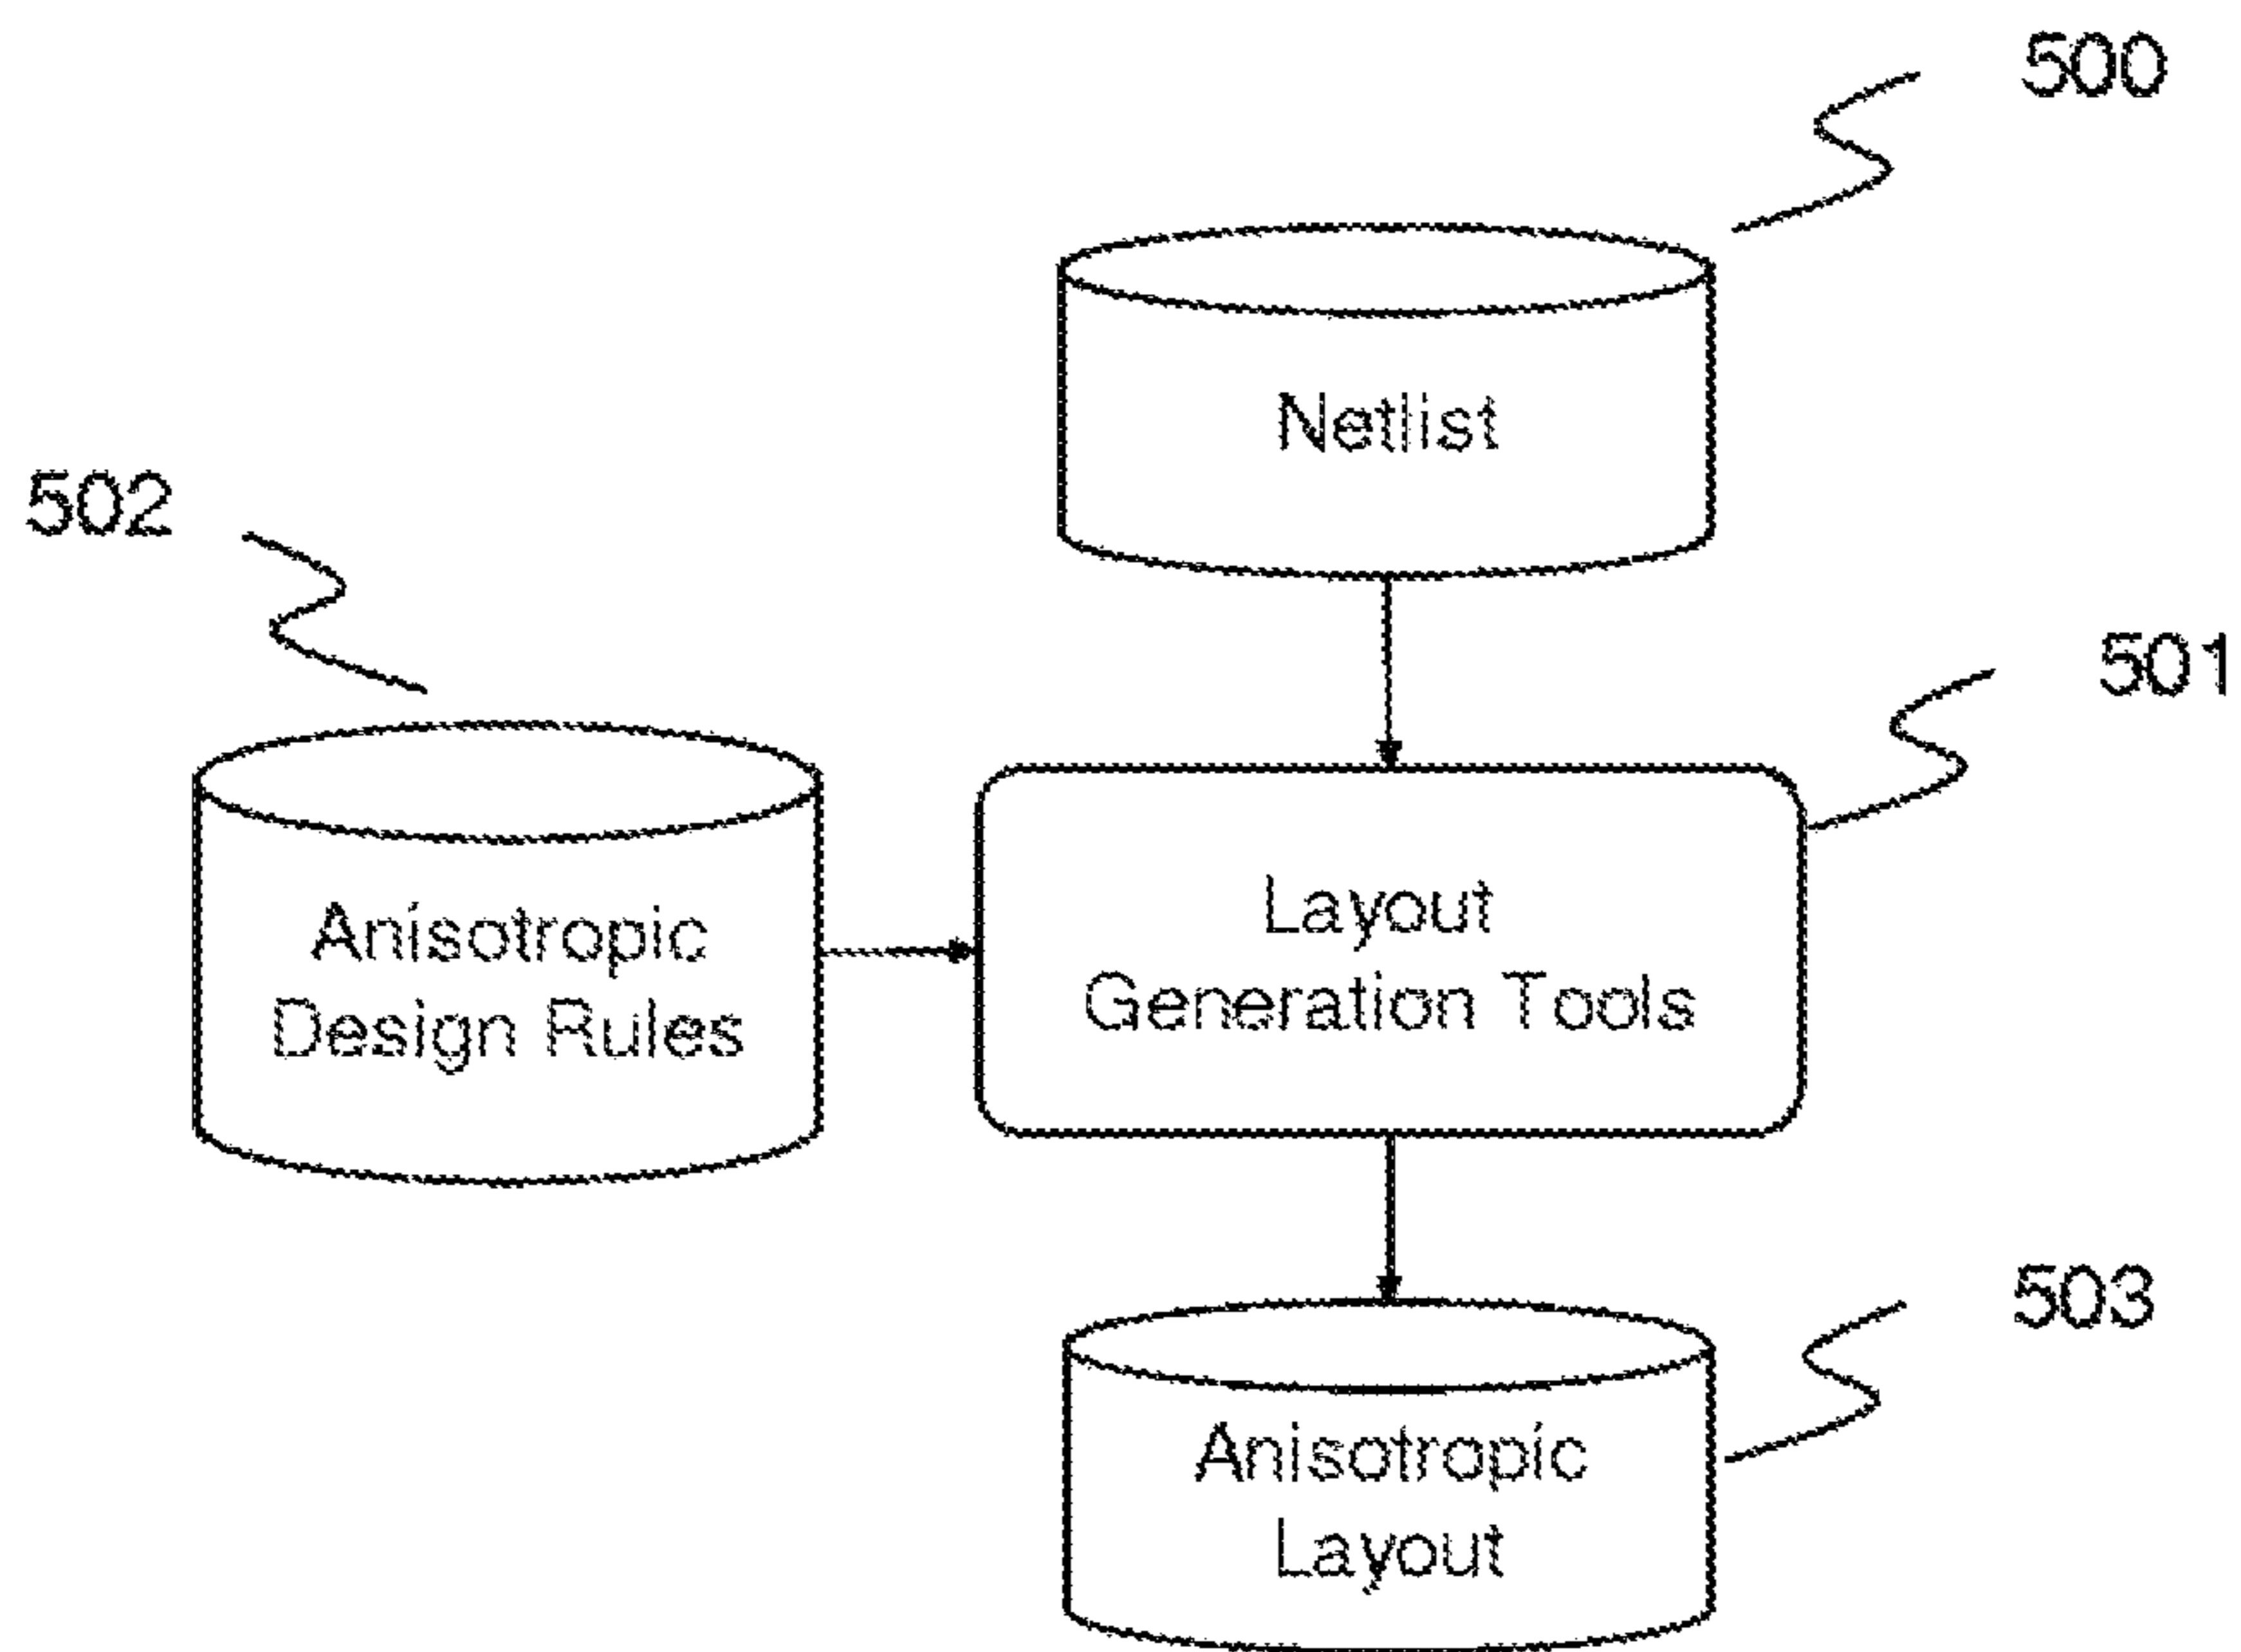 500
Netlist
502
501
Anisotropic
Design Rules
Layout
Generation Tools
503
Anisotropic
Layout